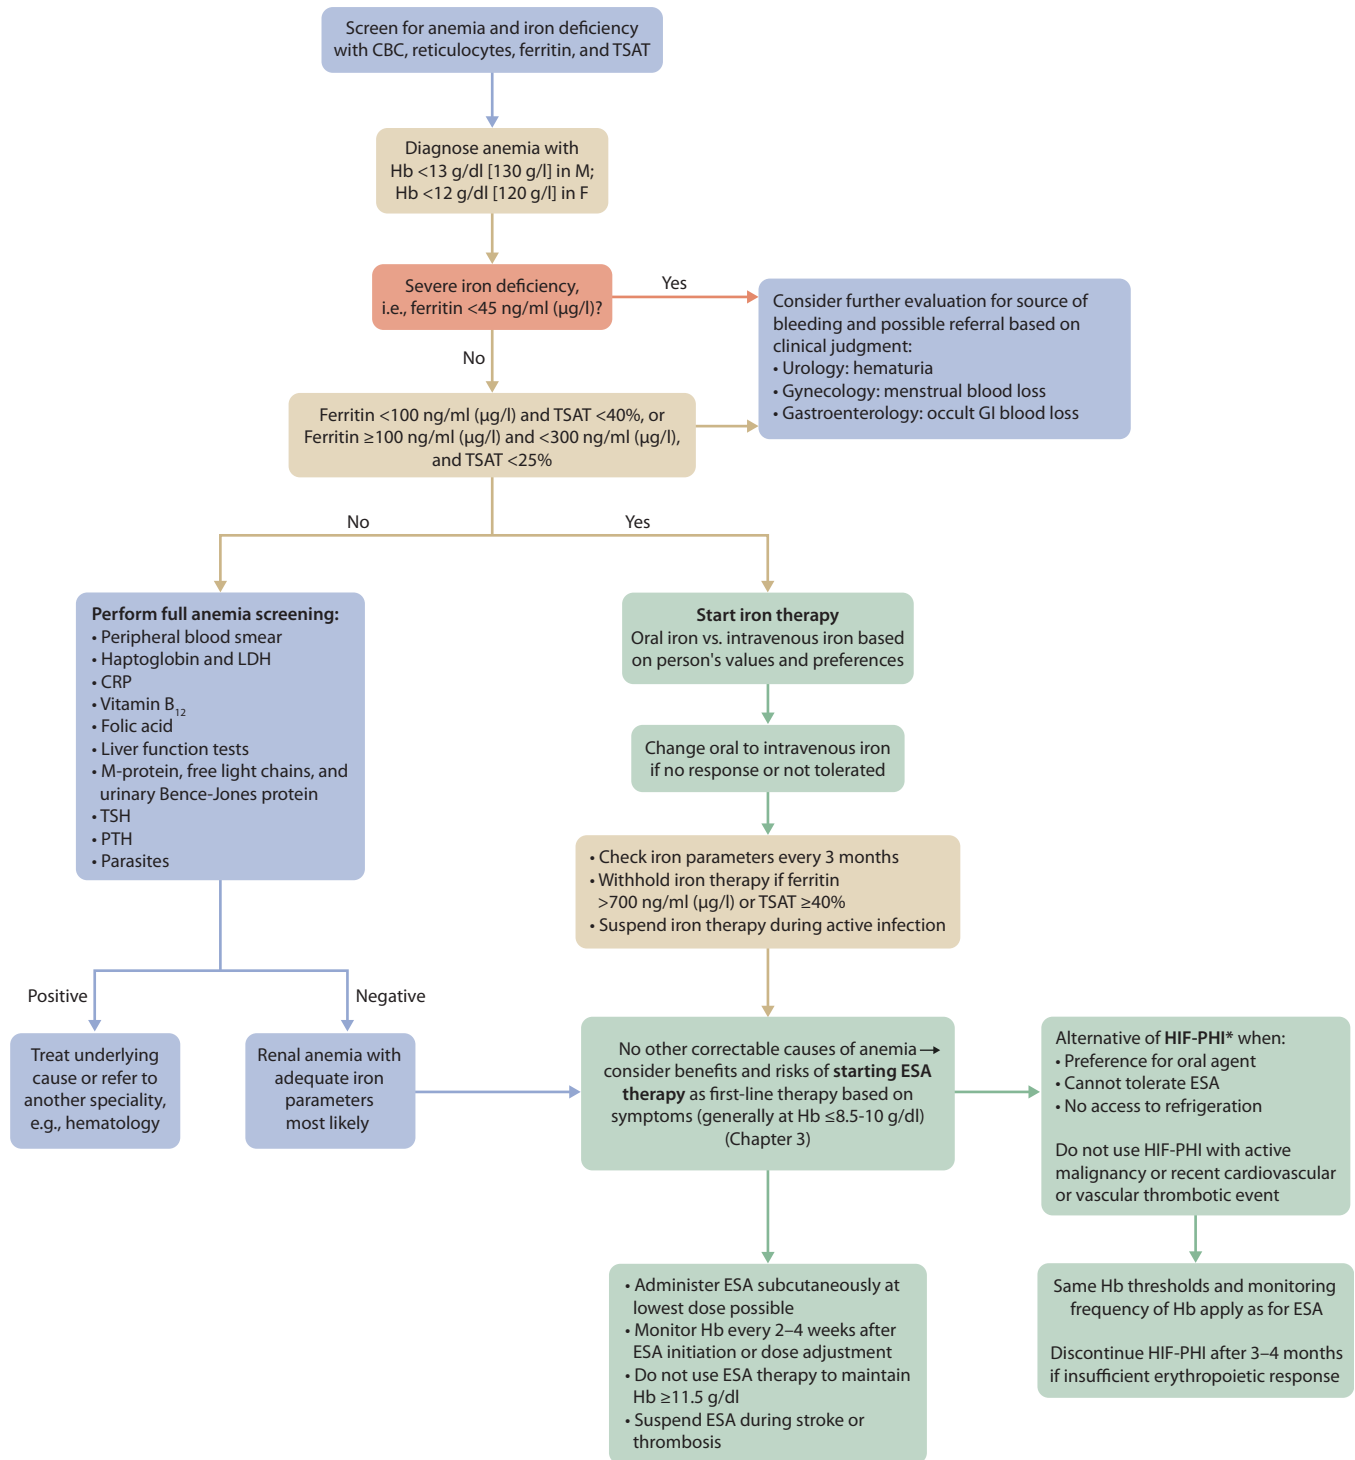 Screen for anemia and iron deficiency
with CBC, reticulocytes, ferritin, and TSAT
Diagnose anemia with
Hb <13 g/dl [130 g/l] in M;
Hb <12 g/dl [120 g/l] in F
Severe iron deficiency,
i.e., ferritin <45 ng/ml (µg/l)?
Yes
Consider further evaluation for source of
bleeding and possible referral based on
clinical judgment:
• Urology: hematuria
• Gynecology: menstrual blood loss
• Gastroenterology: occult GI blood loss
No
Ferritin <100 ng/ml (µg/l) and TSAT <40%, or
Ferritin ≥100 ng/ml (µg/l) and <300 ng/ml (µg/l),
and TSAT <25%
No
Yes
Perform full anemia screening:
• Peripheral blood smear
• Haptoglobin and LDH
• CRP
• Vitamin B₁₂
• Folic acid
• Liver function tests
• M-protein, free light chains, and
urinary Bence-Jones protein
• TSH
• PTH
• Parasites
Start iron therapy
Oral iron vs. intravenous iron based
on person's values and preferences
Change oral to intravenous iron
if no response or not tolerated
• Check iron parameters every 3 months
• Withhold iron therapy if ferritin
>700 ng/ml (µg/l) or TSAT ≥40%
• Suspend iron therapy during active infection
Positive
Negative
Treat underlying
cause or refer to
another speciality,
e.g., hematology
Renal anemia with
adequate iron
parameters
most likely
No other correctable causes of anemia →
consider benefits and risks of starting ESA
therapy as first-line therapy based on
symptoms (generally at Hb ≤8.5-10 g/dl)
(Chapter 3)
Alternative of HIF-PHI* when:
• Preference for oral agent
• Cannot tolerate ESA
• No access to refrigeration
Do not use HIF-PHI with active
malignancy or recent cardiovascular
or vascular thrombotic event
• Administer ESA subcutaneously at
lowest dose possible
• Monitor Hb every 2–4 weeks after
ESA initiation or dose adjustment
• Do not use ESA therapy to maintain
Hb ≥11.5 g/dl
• Suspend ESA during stroke or
thrombosis
Same Hb thresholds and monitoring
frequency of Hb apply as for ESA
Discontinue HIF-PHI after 3–4 months
if insufficient erythropoietic response